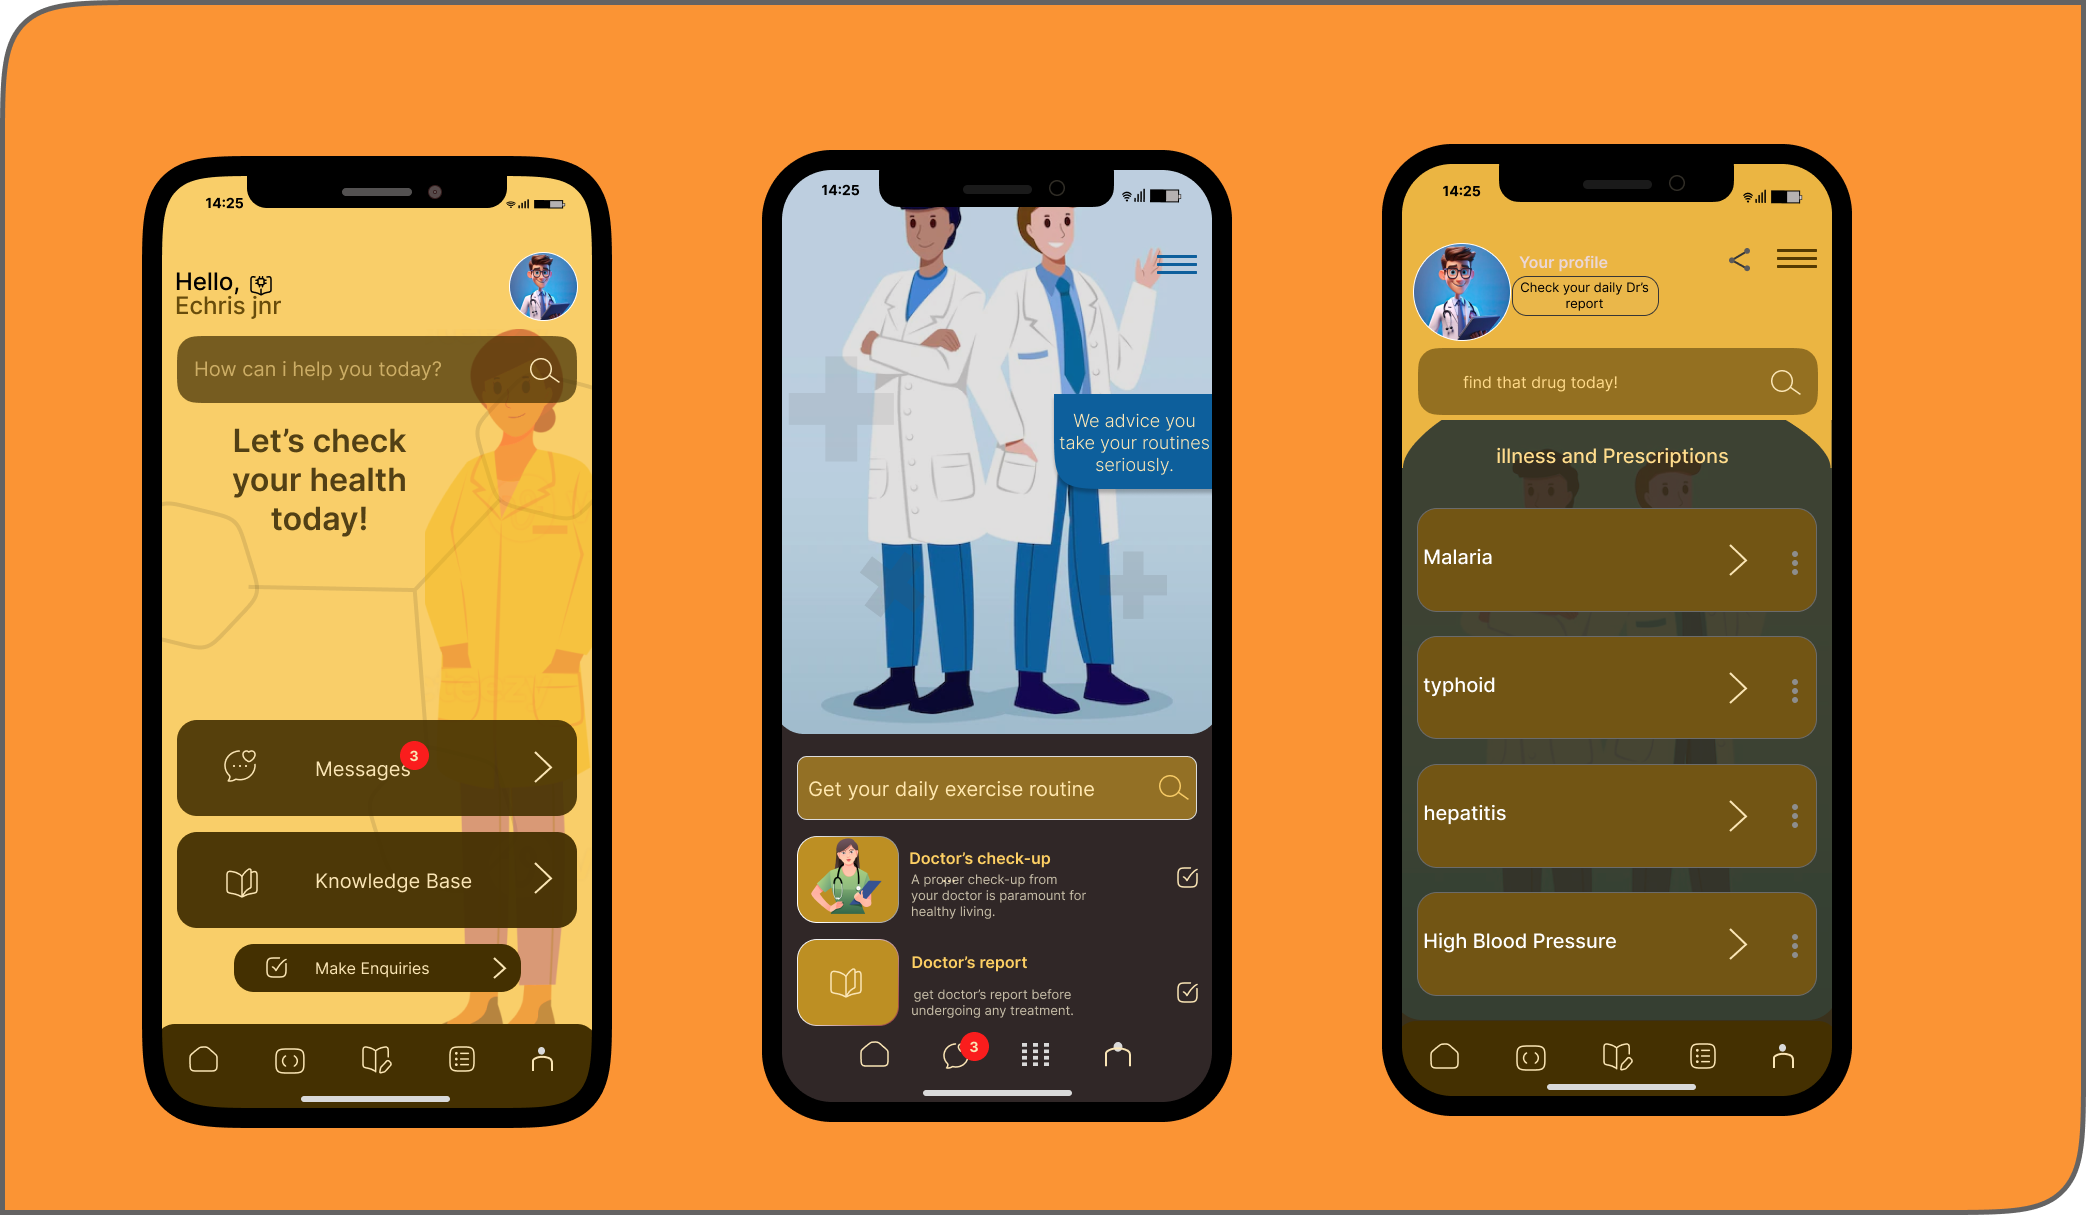 14:25
Hello,
Echris jnr
How can i help you today?
Let's check
your health
today!
Messages
3
Knowledge Base
Make Enquiries
14:25
We advice you
take your routines
seriously.
Get your daily exercise routine
Doctor's check-up
A proper check-up from
your doctor is paramount for
healthy living.
Doctor's report
get doctor's report before
undergoing any treatment.
3
14:25
Your profile
Check your daily Dr's
report
find that drug today!
illness and Prescriptions
Malaria
typhoid
hepatitis
High Blood Pressure